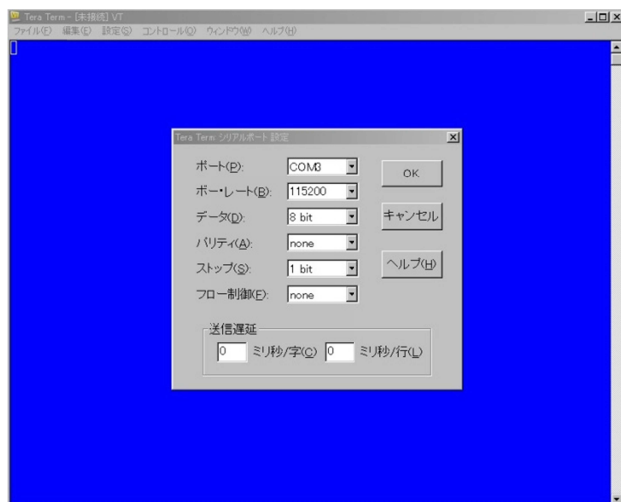 Tera Term - [未接続] VT
ファイル(F) 編集(E) 設定(S) コントロール(O) ウィンドウ(W) ヘルプ(H)
Tera Term シリアルポート 設定
ポート(P): COM3
OK
ボー・レート(B): 115200
データ(D): 8 bit
キャンセル
パリティ(A): none
ストップ(S): 1 bit
ヘルプ(H)
フロー制御(F): none
送信遅延
0 ミリ秒/字(C) 0 ミリ秒/行(L)